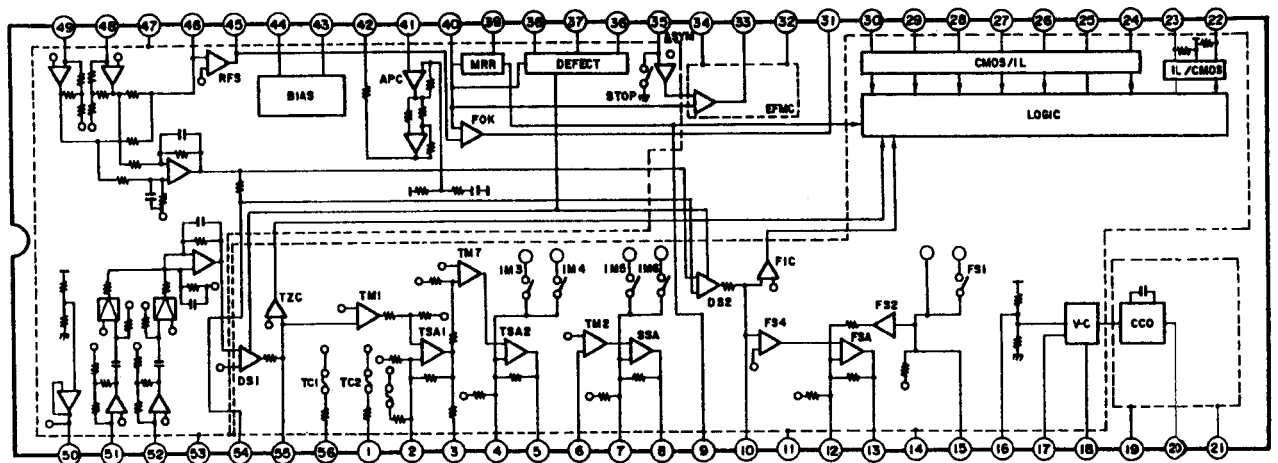 49 48 47 46 45 44 43 42 41 40 39 38 37 36 35 34 33 32 31 30 29 28 27 26 25 24 23 22
ASYM
RFS
APC
MRR
DEFECT
CMOS/IL
IL/CMOS
BIAS
STOP
EFMC
FOK
LOGIC
TM7
IM3
IM4
IM5
IM6
FIC
FS1
TZC
TM1
DS2
FS2
TSA1
TSA2
TM2
SSA
FS4
FSA
V-C
CCO
DS1
TC1
TC2
50 51 52 53 54 55 56 1 2 3 4 5 6 7 8 9 10 11 12 13 14 15 16 17 18 19 20 21